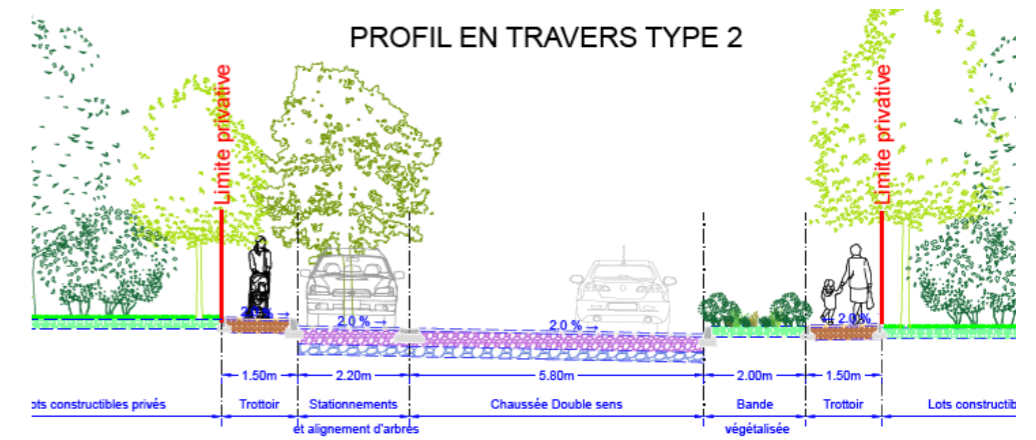 PROFIL EN TRAVERS TYPE 2
Limite privative
Limite privative
2.0 %
2.0 % →
2.0 % →
← 2.0 %
1.50m
2.20m
5.80m
2.00m
1.50m
ots constructibles privés
Trottoir
Stationnements
et alignement d'arbres
Chaussée Double sens
Bande
végétalisée
Trottoir
Lots constructib